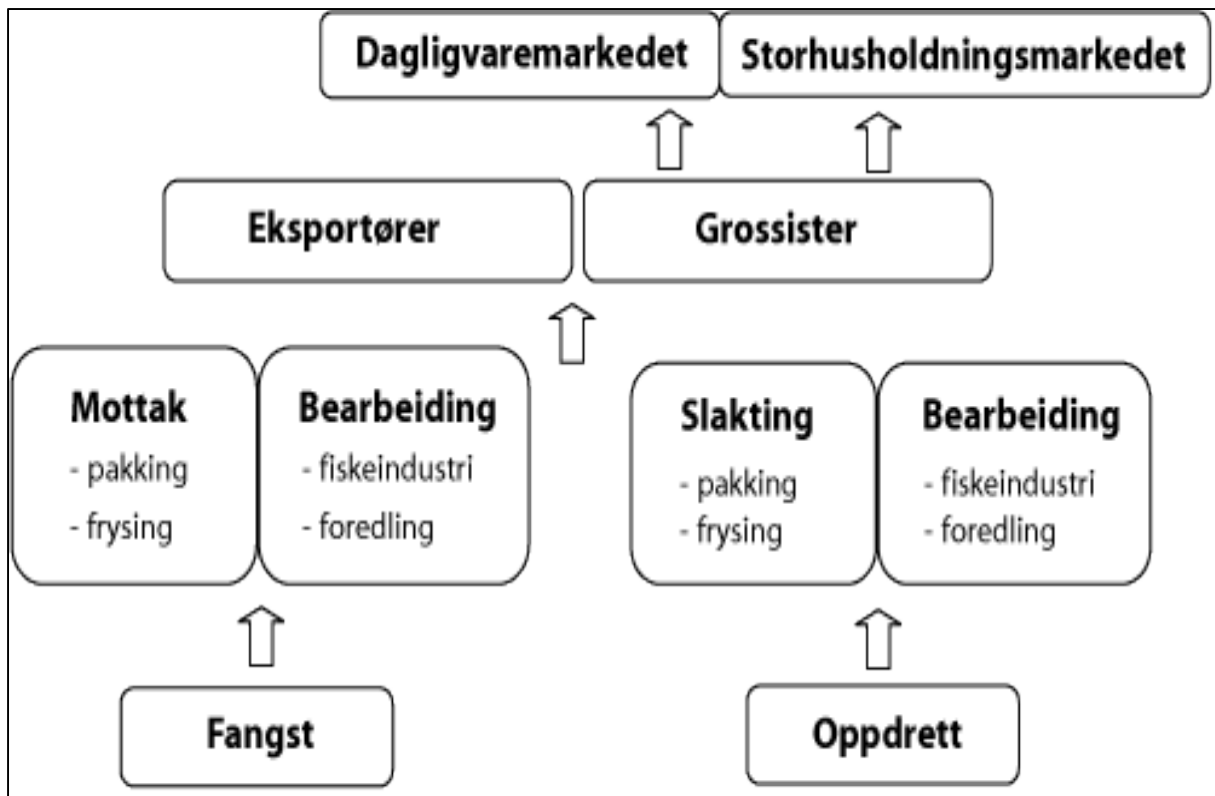 Dagligvaremarkedet
Storhusholdningsmarkedet
Eksportører
Grossister
Mottak
- pakking
- frysing
Bearbeiding
- fiskeindustri
- foredling
Slakting
- pakking
- frysing
Bearbeiding
- fiskeindustri
- foredling
Fangst
Oppdrett